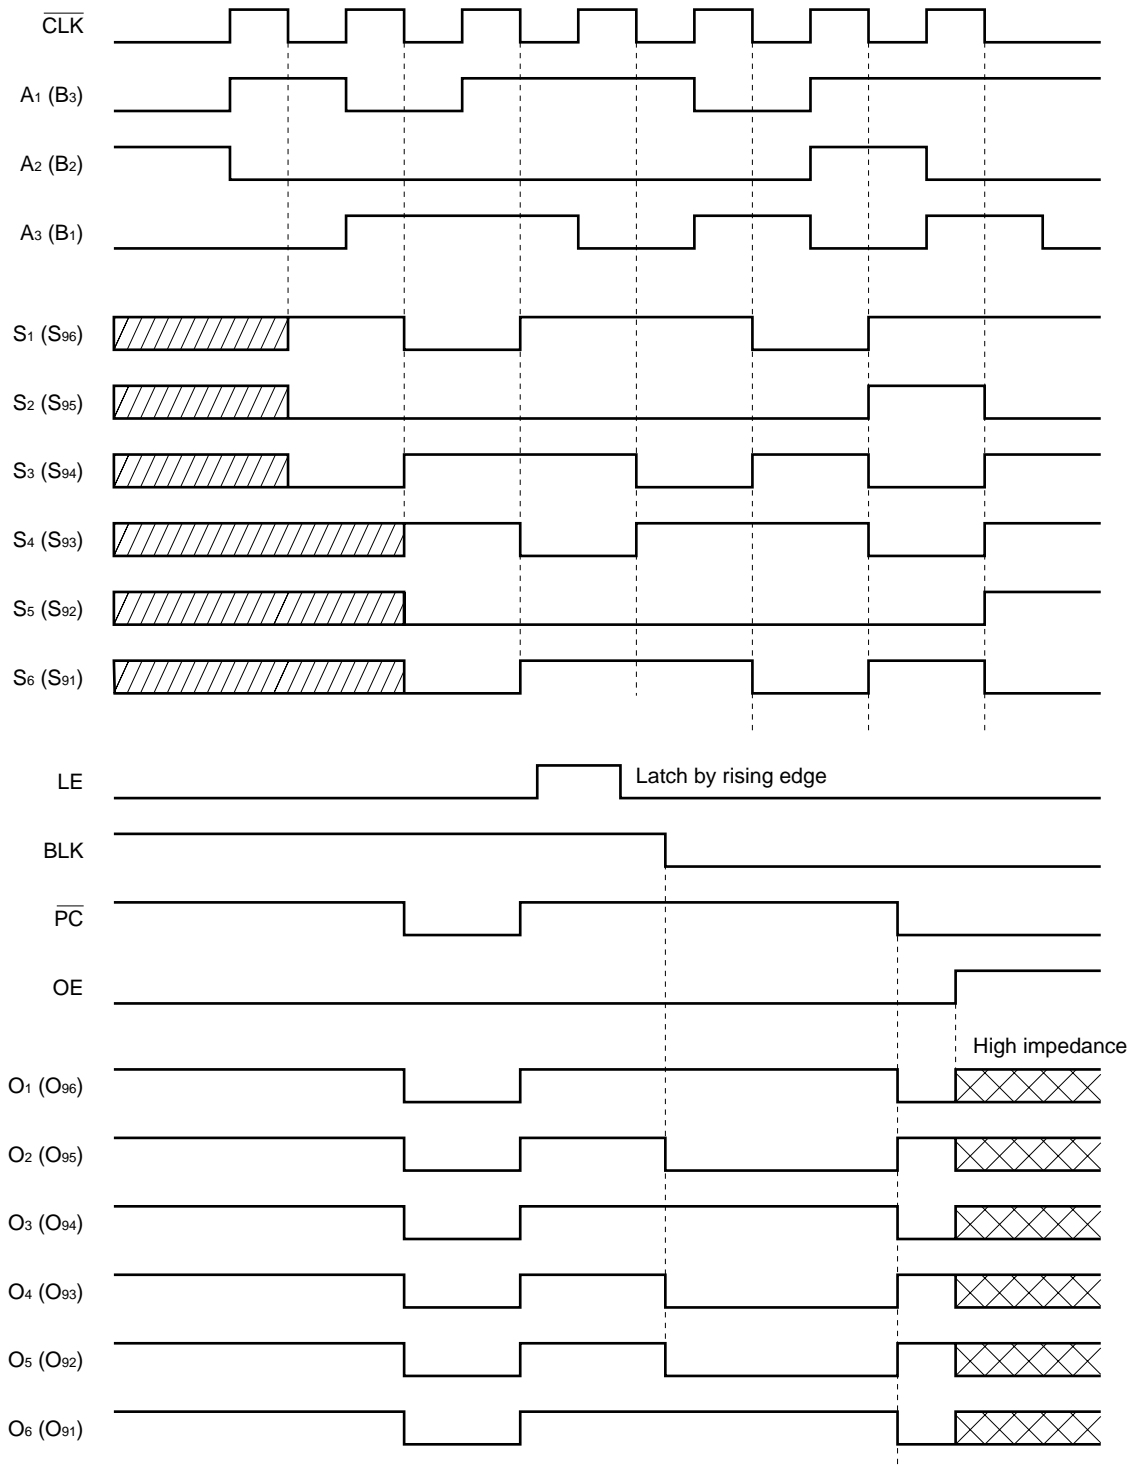 C̅L̅K̅
A₁ (B₃)
A₂ (B₂)
A₃ (B₁)
S₁ (S₉₆)
S₂ (S₉₅)
S₃ (S₉₄)
S₄ (S₉₃)
S₅ (S₉₂)
S₆ (S₉₁)
LE
Latch by rising edge
BLK
P̅C̅
OE
High impedance
O₁ (O₉₆)
O₂ (O₉₅)
O₃ (O₉₄)
O₄ (O₉₃)
O₅ (O₉₂)
O₆ (O₉₁)